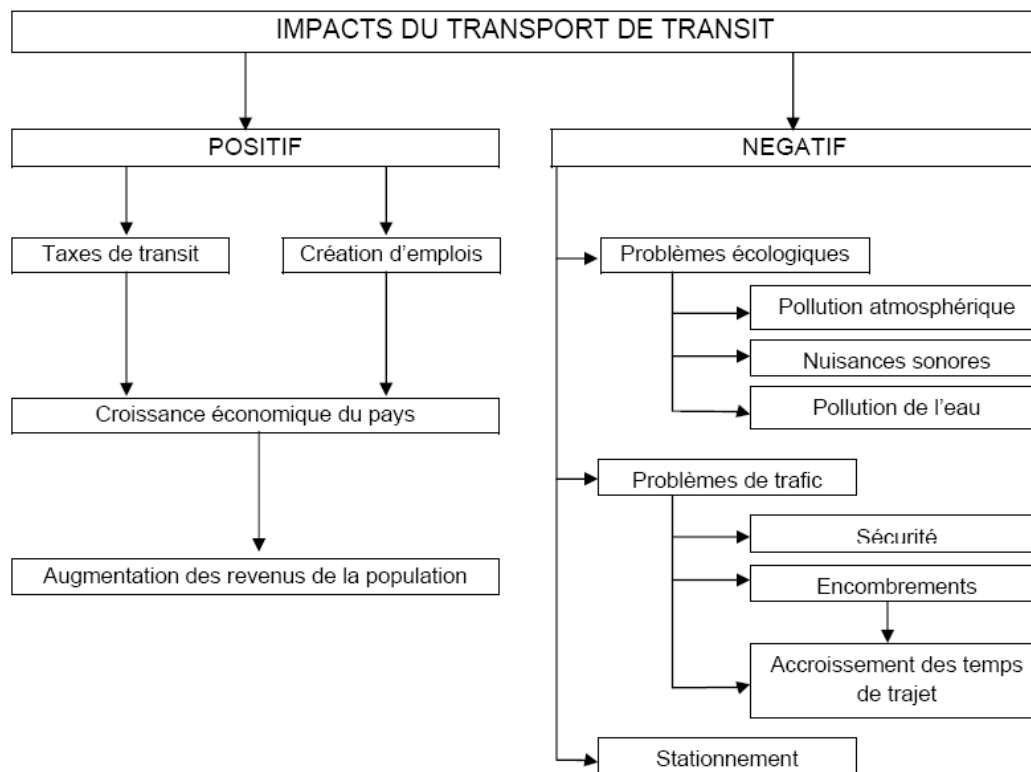 IMPACTS DU TRANSPORT DE TRANSIT
POSITIF
NEGATIF
Taxes de transit
Création d'emplois
Croissance économique du pays
Augmentation des revenus de la population
Problèmes écologiques
Pollution atmosphérique
Nuisances sonores
Pollution de l'eau
Problèmes de trafic
Sécurité
Encombrements
Accroissement des temps
de trajet
Stationnement